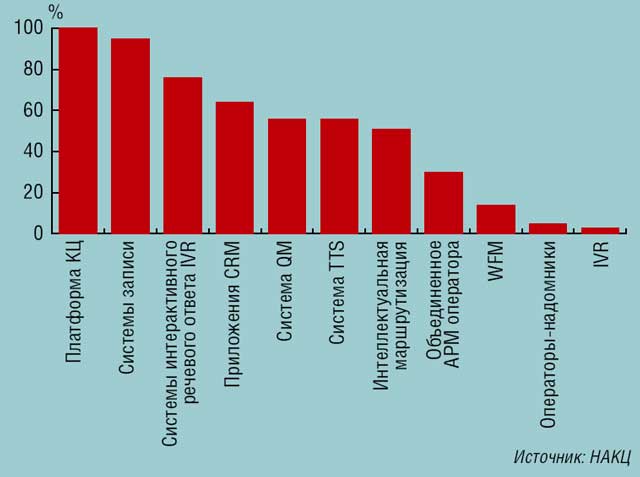 %
100
80
60
40
20
0
Платформа КЦ
Системы записи
Системы интерактивного
речевого ответа IVR
Приложения CRM
Система QM
Система TTS
Интеллектуальная
маршрутизация
Объединенное
АРМ оператора
WFM
Операторы-надомники
IVR
Источник: НАКЦ